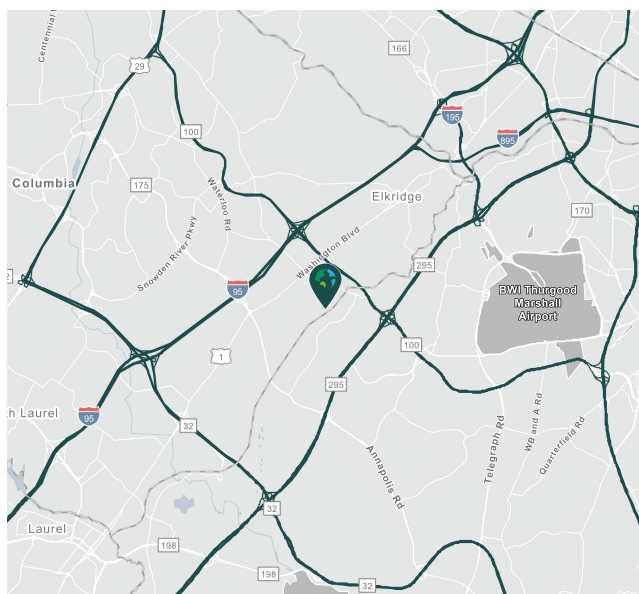 Centennial
29
166
195
895
100
Columbia
175
Waterloo Rd
Elkridge
170
Snowden River Pkwy
Washington Blvd
295
95
BWI Thurgood
Marshall
Airport
1
100
295
h Laurel
95
32
Annapolis Rd
Telegraph Rd
WB and A Rd
Quarterfield Rd
32
Laurel
198
198
32